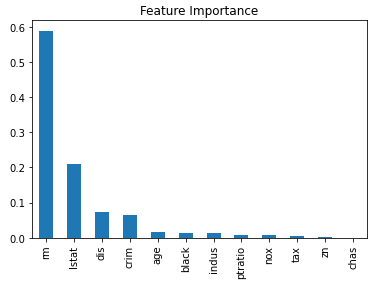 Feature Importance
0.6
0.5
0.4
0.3
0.2
0.1
0.0
rm
lstat
dis
crim
age
black
indus
ptratio
nox
tax
zn
chas